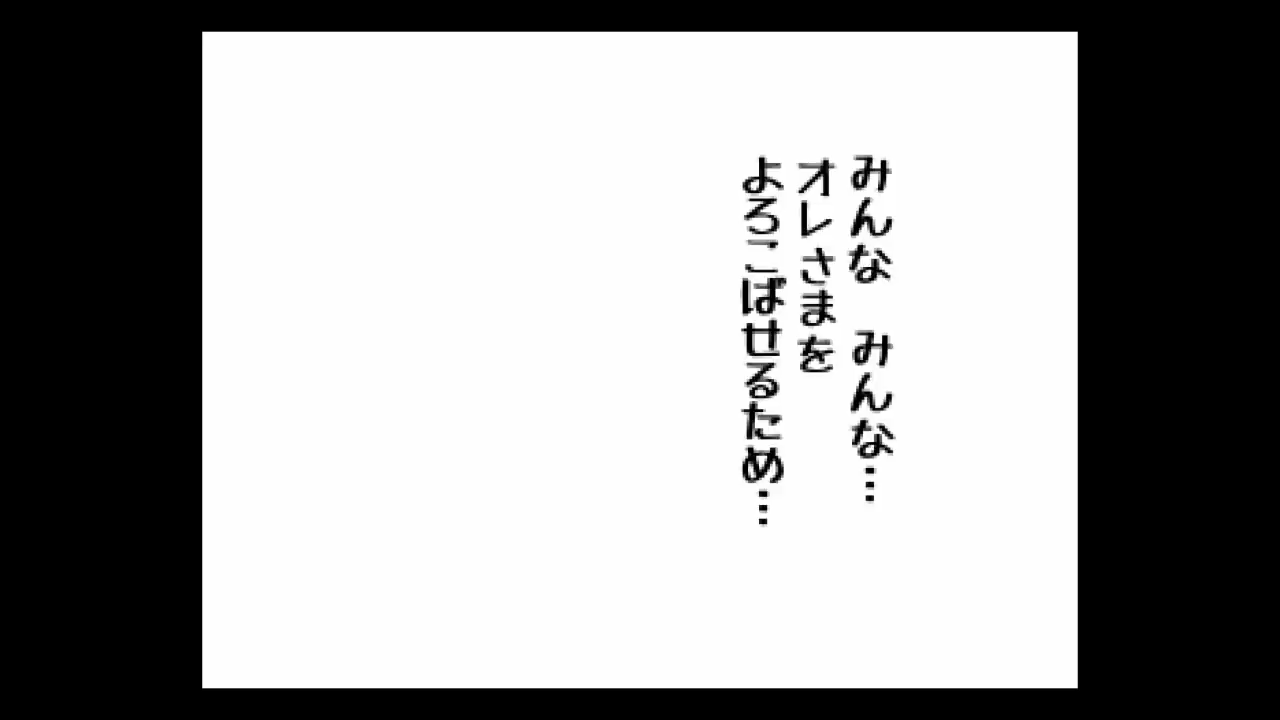 みんな　みんな…
オレさまを
よろこばせるため…